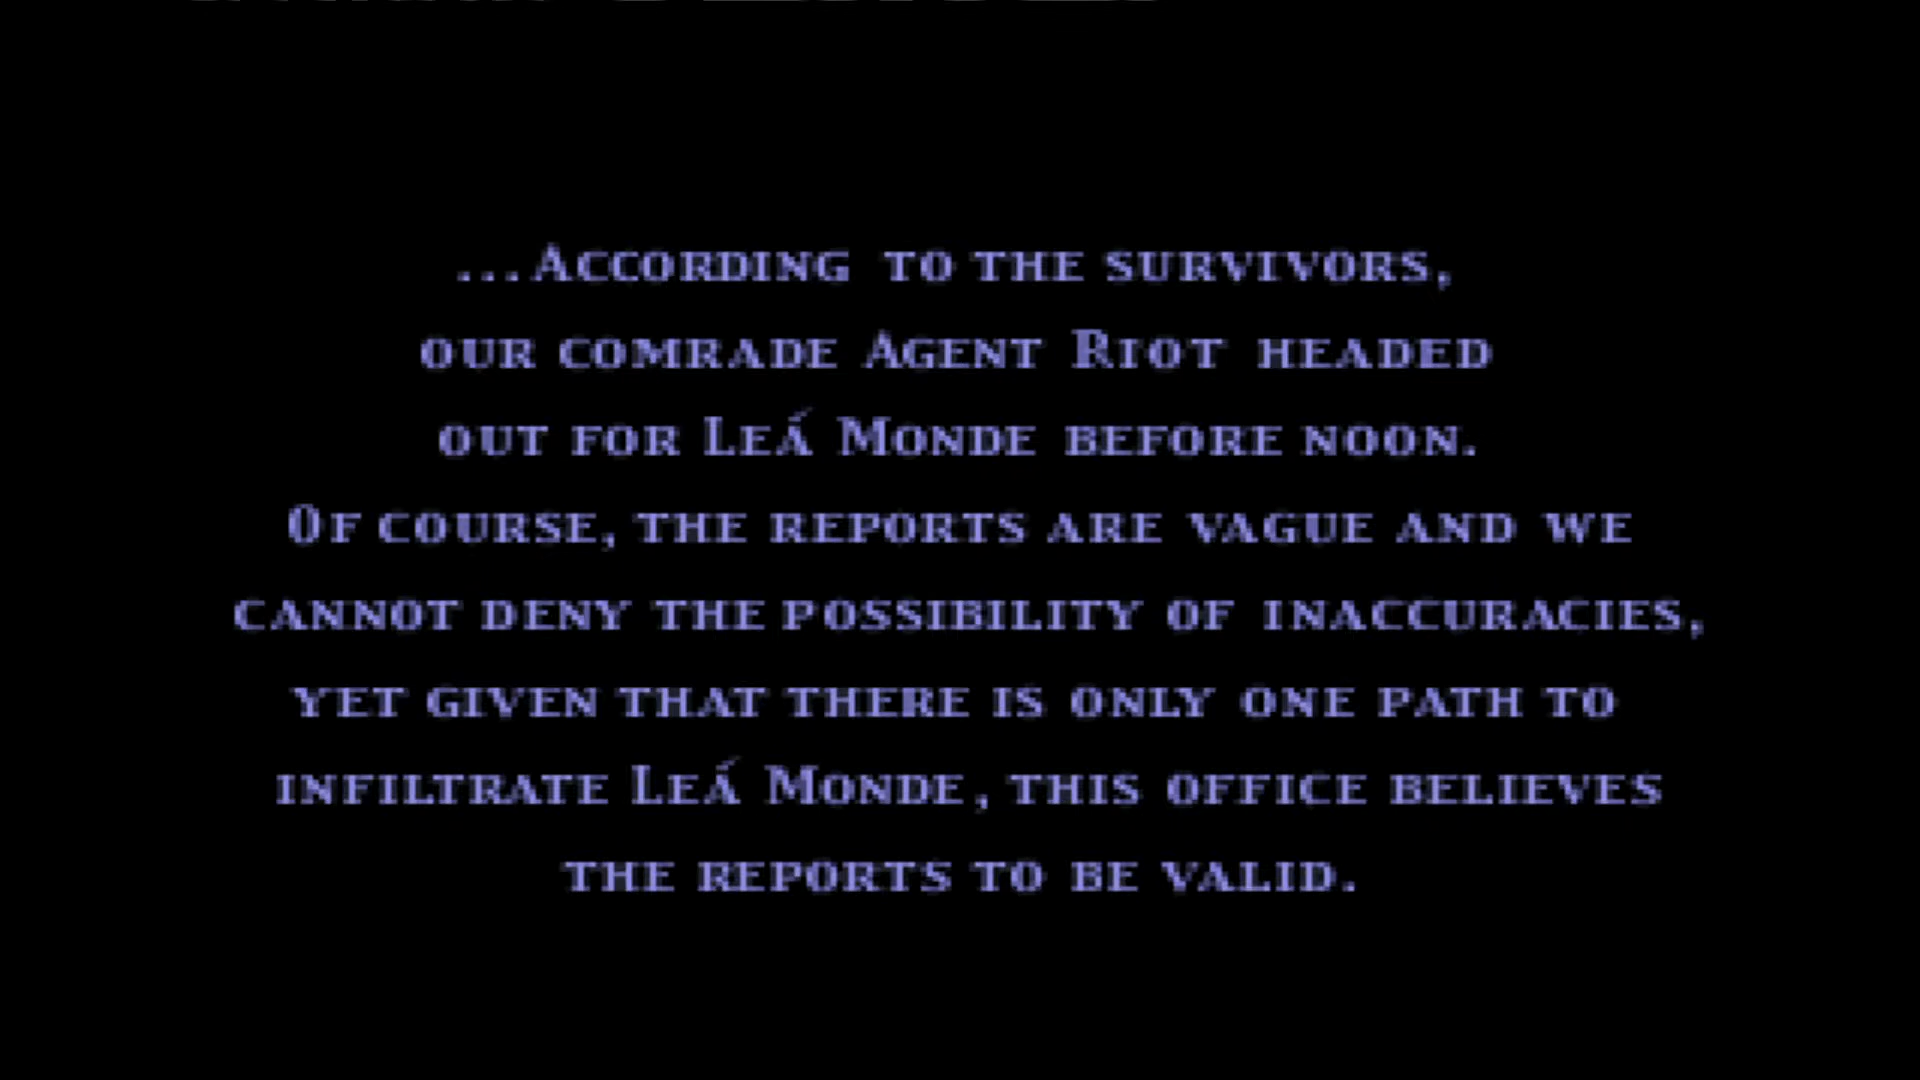 ...According to the survivors,
our comrade Agent Riot headed
out for Leá Monde before noon.
Of course, the reports are vague and we
cannot deny the possibility of inaccuracies,
yet given that there is only one path to
infiltrate Leá Monde, this office believes
the reports to be valid.